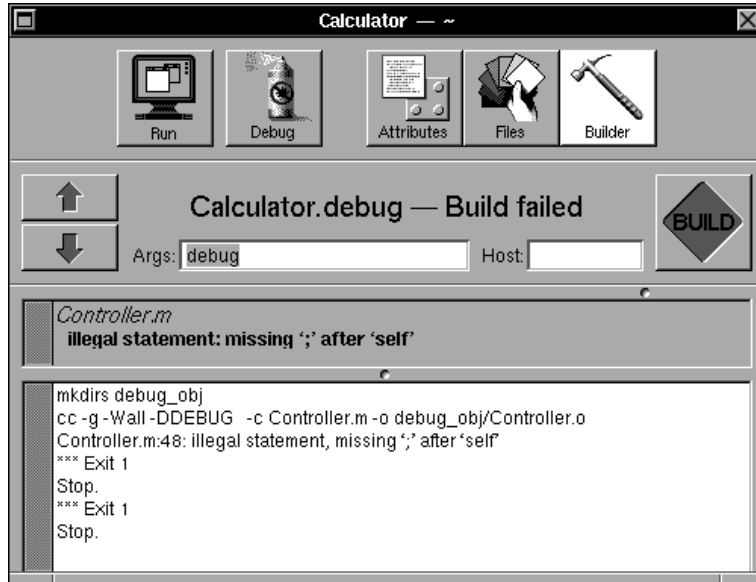 Calculator — ~
Run
Debug
Attributes
Files
Builder
Calculator.debug — Build failed
BUILD
Args: debug
Host:
Controller.m
illegal statement: missing ‘;’ after ‘self’
mkdirs debug_obj
cc -g -Wall -DDEBUG -c Controller.m -o debug_obj/Controller.o
Controller.m:48: illegal statement, missing ‘;’ after ‘self’
*** Exit 1
Stop.
*** Exit 1
Stop.